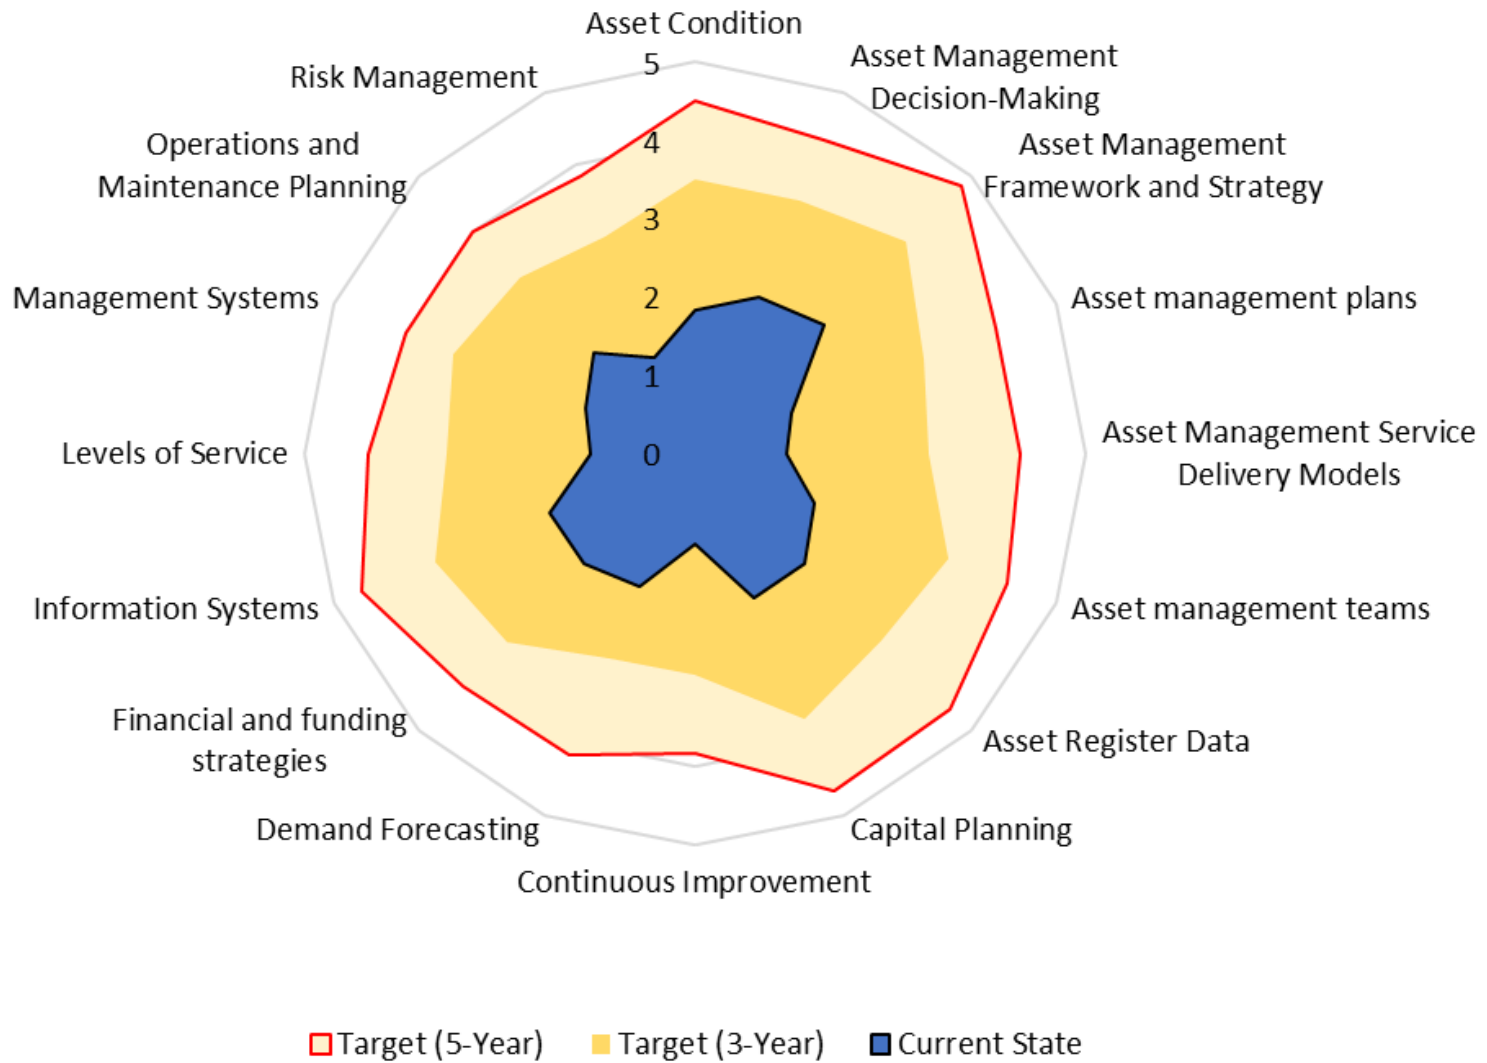 Asset Condition
Asset Management
Decision-Making
Asset Management
Framework and Strategy
Asset management plans
Asset Management Service
Delivery Models
Asset management teams
Asset Register Data
Capital Planning
Continuous Improvement
Demand Forecasting
Financial and funding
strategies
Information Systems
Levels of Service
Management Systems
Operations and
Maintenance Planning
Risk Management
5
4
3
2
1
0
Target (5-Year) Target (3-Year) Current State